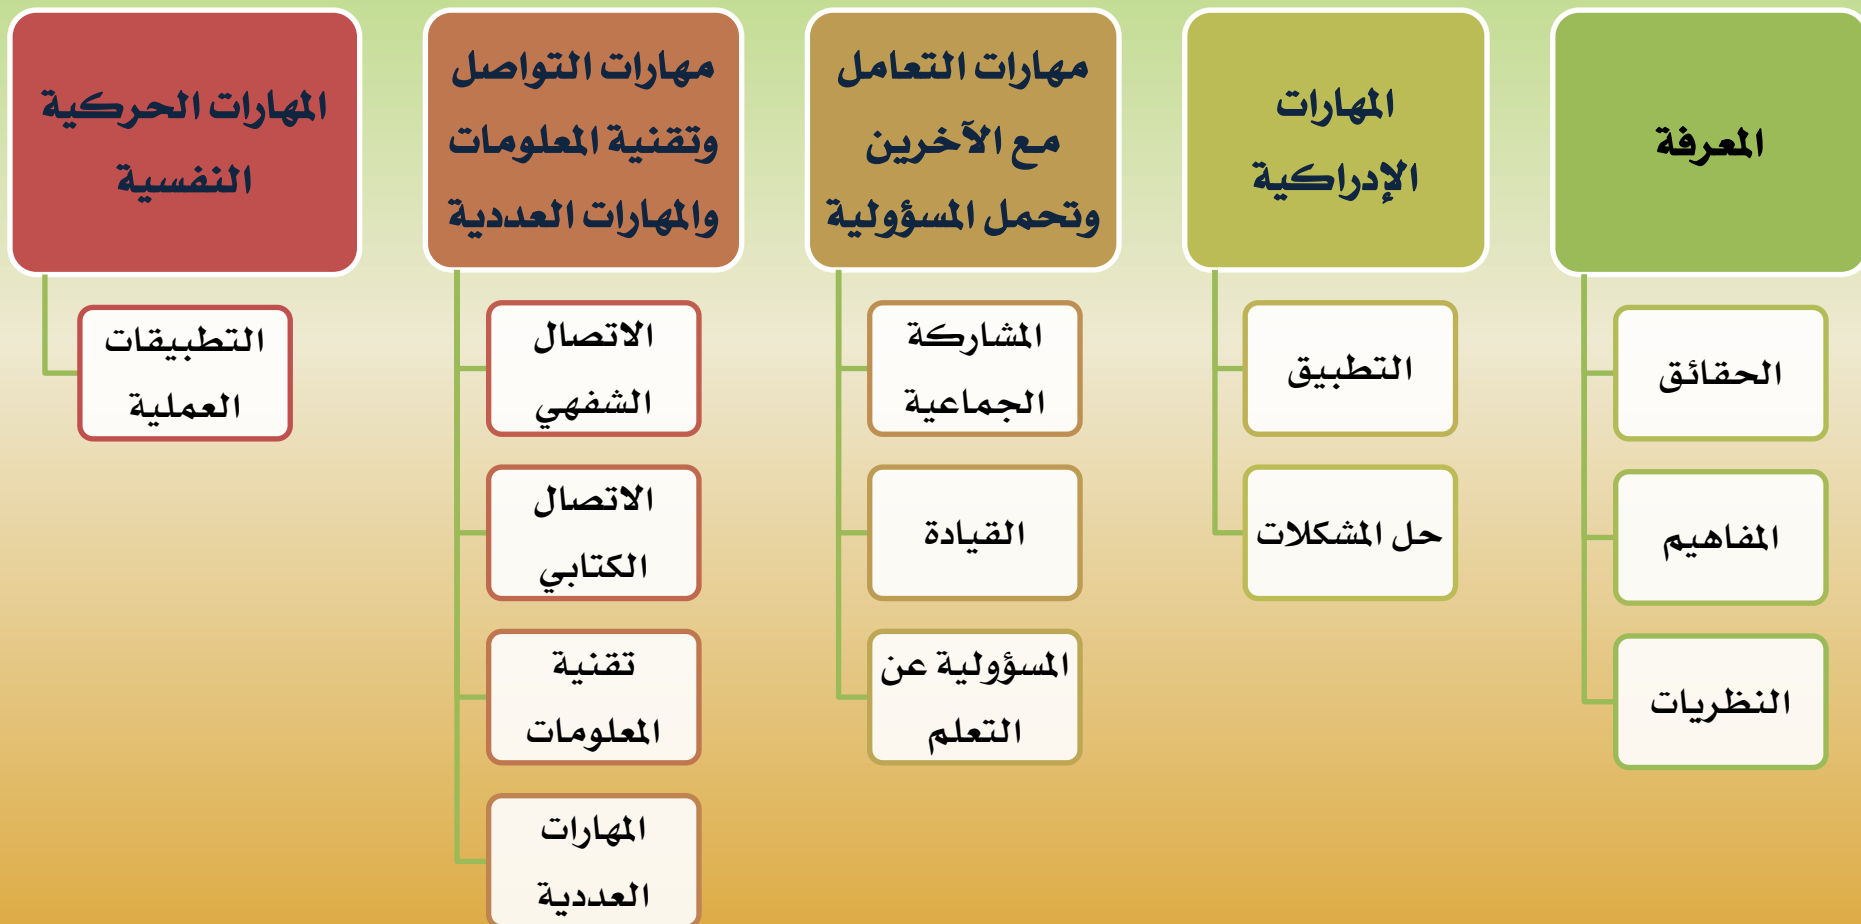 المعرفة
الحقائق
المفاهيم
النظريات
المهارات
الإدراكية
التطبيق
حل المشكلات
مهارات التعامل
مع الآخرين
وتحمل المسؤولية
المشاركة
الجماعية
القيادة
المسؤولية عن
التعلم
مهارات التواصل
وتقنية المعلومات
والمهارات العددية
الاتصال
الشفهي
الاتصال
الكتابي
تقنية
المعلومات
المهارات
العددية
المهارات الحركية
النفسية
التطبيقات
العملية